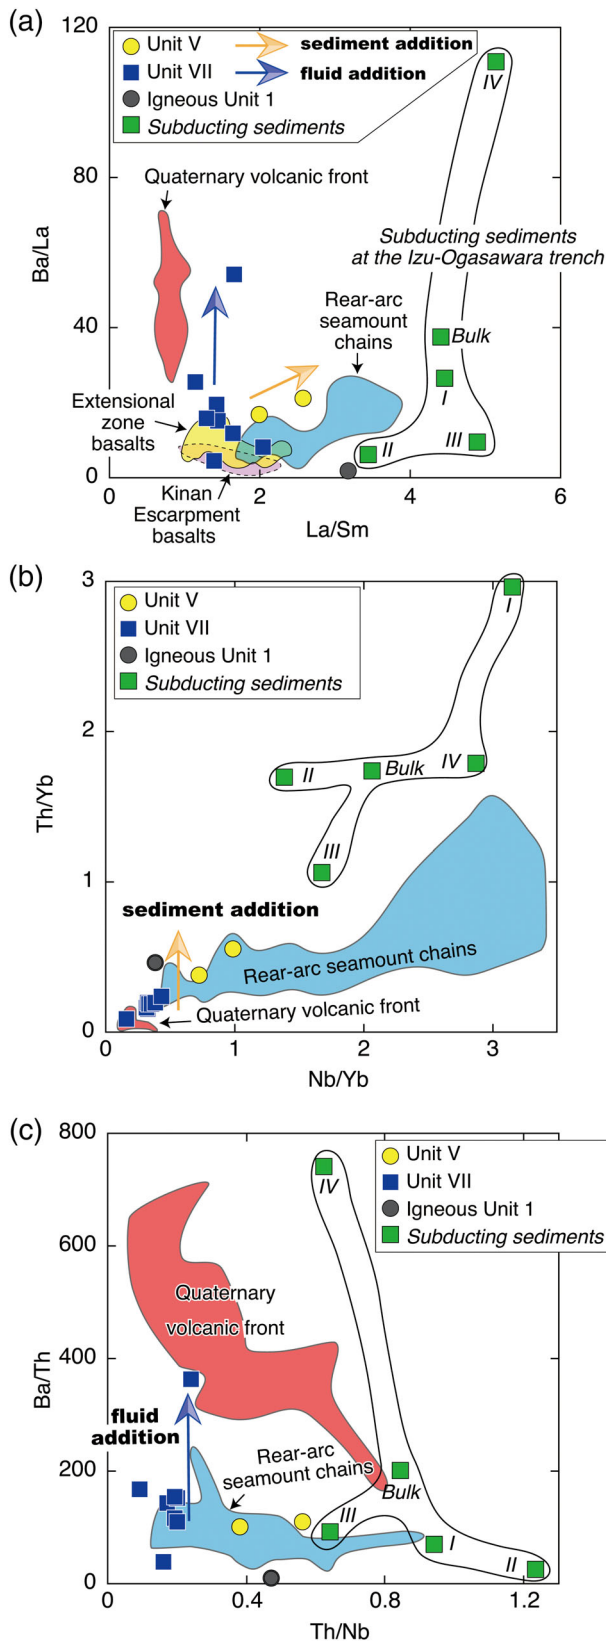 (a)
120
80
40
0
0
2
4
6
Ba/La
La/Sm
Unit V
sediment addition
Unit VII
fluid addition
Igneous Unit 1
Subducting sediments
IV
Quaternary volcanic front
Subducting sediments
at the Izu-Ogasawara trench
Rear-arc
seamount
chains
Bulk
I
Extensional
zone
basalts
II
III
Kinan
Escarpment
basalts
(b)
3
2
1
0
0
1
2
3
Th/Yb
Nb/Yb
Unit V
Unit VII
Igneous Unit 1
Subducting sediments
I
II
Bulk
IV
III
sediment addition
Rear-arc seamount chains
Quaternary volcanic front
(c)
800
600
400
200
0
0
0.4
0.8
1.2
Ba/Th
Th/Nb
Unit V
Unit VII
Igneous Unit 1
Subducting sediments
IV
Quaternary
volcanic front
fluid
addition
Rear-arc
seamount chains
Bulk
III
I
II